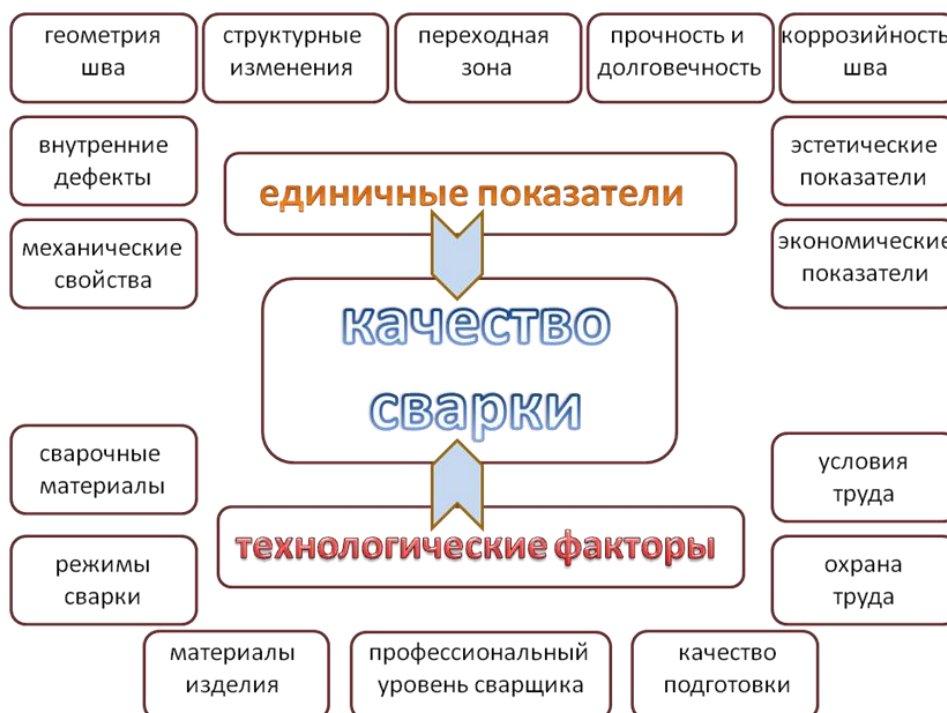 геометрия
шва
структурные
изменения
переходная
зона
прочность и
долговечность
коррозийность
шва
внутренние
дефекты
эстетические
показатели
единичные показатели
механические
свойства
экономические
показатели
качество
сварки
сварочные
материалы
условия
труда
технологические факторы
режимы
сварки
охрана
труда
материалы
изделия
профессиональный
уровень сварщика
качество
подготовки